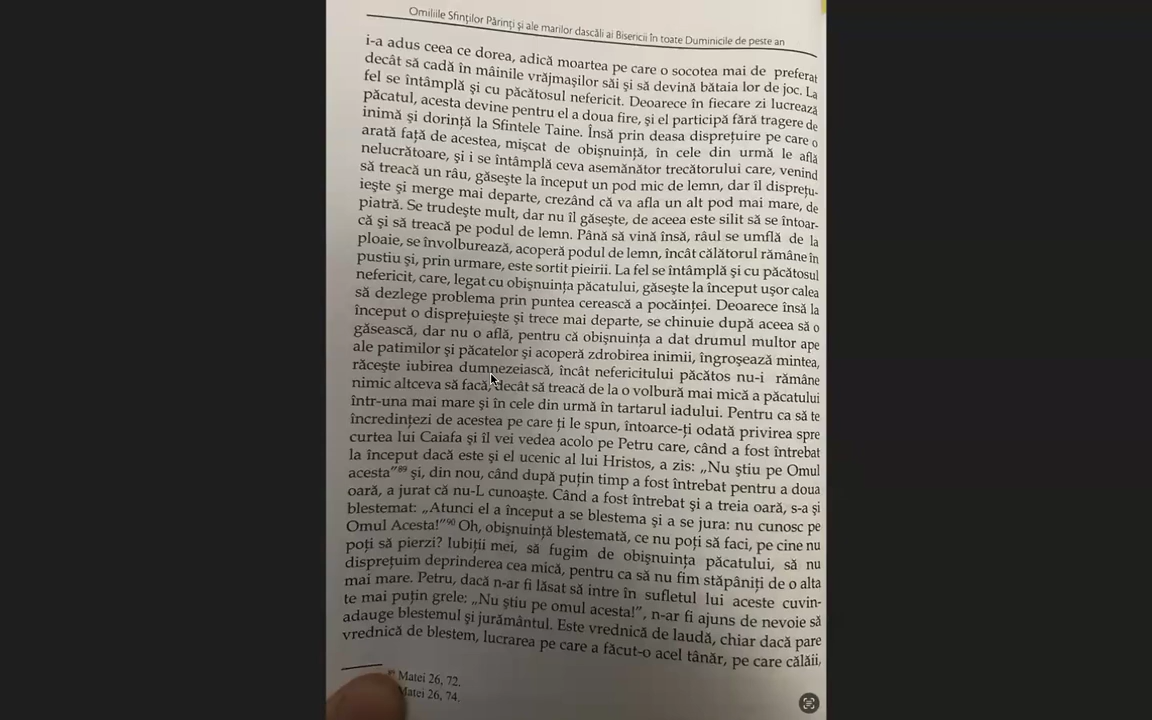 Omiliile Sfinților Părinți și ale marilor dascăli ai Bisericii în toate Duminicile de peste an
i-a adus ceea ce dorea, adică moartea pe care o socotea mai de preferat
decât să cadă în mâinile vrăjmașilor săi și să devină bătaia lor de joc. La
fel se întâmplă și cu păcătosul nefericit. Deoarece în fiecare zi lucrează
păcatul, acesta devine pentru el a doua fire, și el participă fără tragere de
inimă și dorință la Sfintele Taine. Însă prin deasa disprețuire pe care o
arată față de acestea, mișcat de obișnuință, în cele din urmă le află
nelucrătoare, și i se întâmplă ceva asemănător trecătorului care, venind
să treacă un râu, găsește la început un pod mic de lemn, dar îl disprețu-
iește și merge mai departe, crezând că va afla un alt pod mai mare, de
piatră. Se trudește mult, dar nu îl găsește, de aceea este silit să se întoar-
că și să treacă pe podul de lemn. Până să vină însă, râul se umflă de la
ploaie, se învolburează, acoperă podul de lemn, încât călătorul rămâne în
pustiu și, prin urmare, este sortit pieirii. La fel se întâmplă și cu păcătosul
nefericit, care, legat cu obișnuința păcatului, găsește la început ușor calea
să dezlege problema prin puntea cerească a pocăinței. Deoarece însă la
început o disprețuiește și trece mai departe, se chinuie după aceea să o
găsească, dar nu o află, pentru că obișnuința a dat drumul multor ape
ale patimilor și păcatelor și acoperă zdrobirea inimii, îngroșează mintea,
răcește iubirea dumnezeiască, încât nefericitului păcătos nu-i rămâne
nimic altceva să facă, decât să treacă de la o volbură mai mică a păcatului
într-una mai mare și în cele din urmă în tartarul iadului. Pentru ca să te
încredințezi de acestea pe care ți le spun, întoarce-ți odată privirea spre
curtea lui Caiafa și îl vei vedea acolo pe Petru care, când a fost întrebat
la început dacă este și el ucenic al lui Hristos, a zis: „Nu știu pe Omul
acesta”⁸⁹ și, din nou, când după puțin timp a fost întrebat pentru a doua
oară, a jurat că nu-L cunoaște. Când a fost întrebat și a treia oară, s-a și
blestemat: „Atunci el a început a se blestema și a se jura: nu cunosc pe
Omul Acesta!”⁹⁰ Oh, obișnuință blestemată, ce nu poți să faci, pe cine nu
poți să pierzi? Iubiții mei, să fugim de obișnuința păcatului, să nu
disprețuim deprinderea cea mică, pentru ca să nu fim stăpâniți de o alta
mai mare. Petru, dacă n-ar fi lăsat să intre în sufletul lui aceste cuvin-
te mai puțin grele: „Nu știu pe omul acesta!”, n-ar fi ajuns de nevoie să
adauge blestemul și jurământul. Este vrednică de laudă, chiar dacă pare
vrednică de blestem, lucrarea pe care a făcut-o acel tânăr, pe care călăii,
Matei 26, 72.
Matei 26, 74.